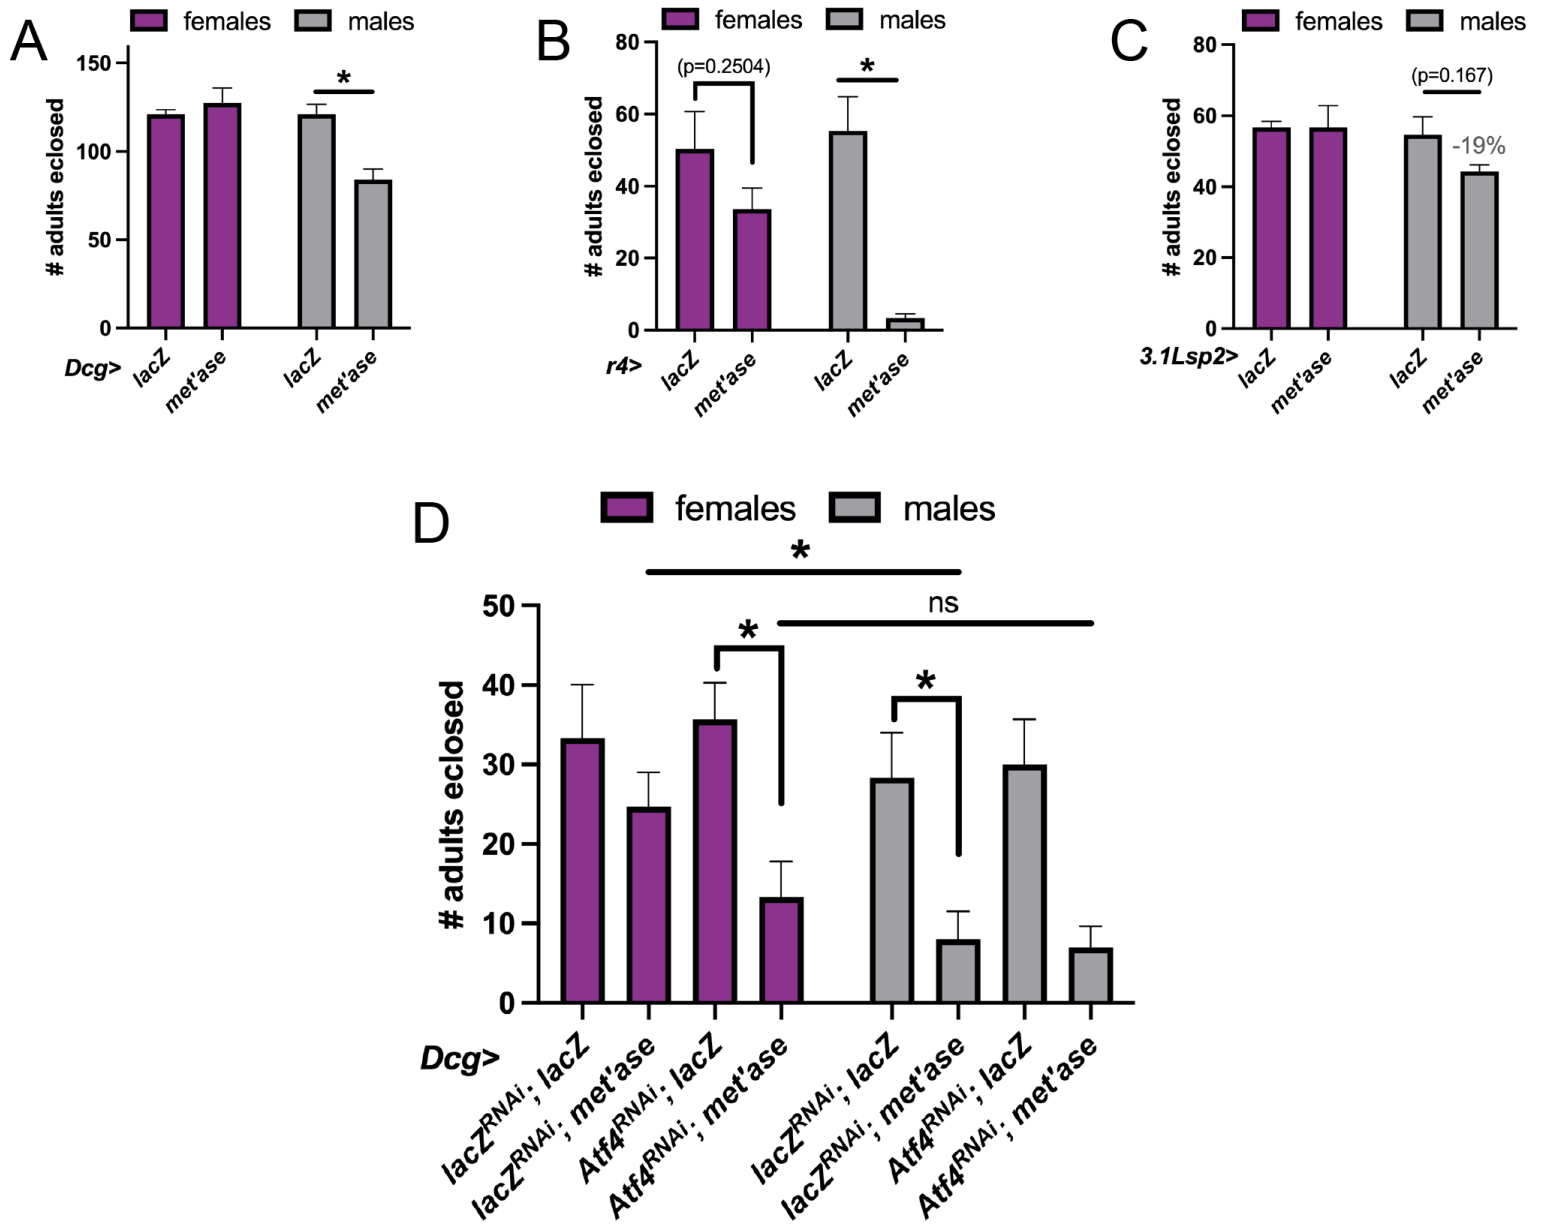 A
females males
# adults eclosed
150
100
50
0
*
Dcg> lacZ met'ase lacZ met'ase
B
females males
# adults eclosed
80
60
40
20
0
(p=0.2504)
*
r4> lacZ met'ase lacZ met'ase
C
females males
# adults eclosed
80
60
40
20
0
(p=0.167)
-19%
3.1Lsp2> lacZ met'ase lacZ met'ase
D
females males
*
ns
*
*
# adults eclosed
50
40
30
20
10
0
Dcg>
lacZRNAi; lacZ
lacZRNAi; met'ase
Atf4RNAi; lacZ
Atf4RNAi; met'ase
lacZRNAi; lacZ
lacZRNAi; met'ase
Atf4RNAi; lacZ
Atf4RNAi; met'ase